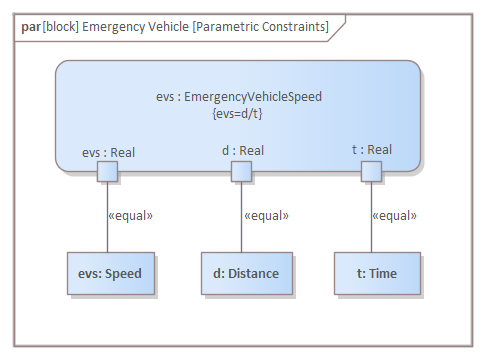 par [block] Emergency Vehicle [Parametric Constraints]
evs : EmergencyVehicleSpeed
{evs=d/t}
evs : Real d : Real t : Real
«equal» «equal» «equal»
evs: Speed d: Distance t: Time